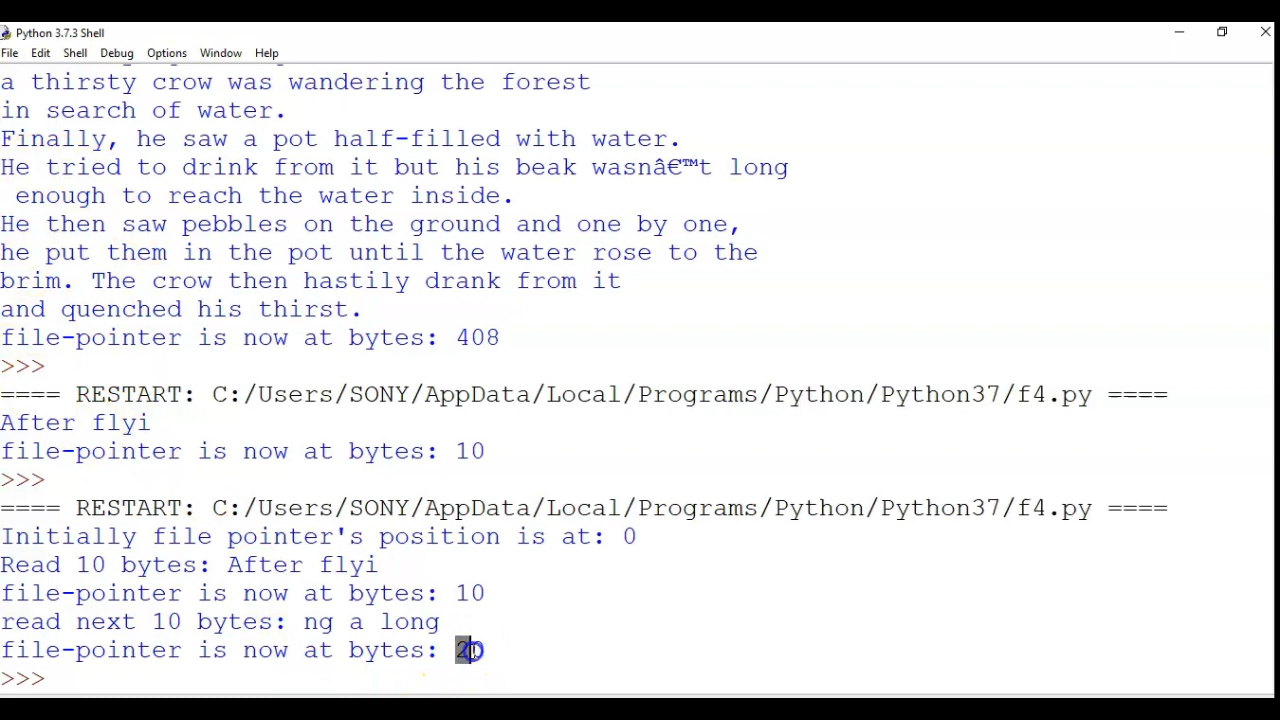 Python 3.7.3 Shell
File Edit Shell Debug Options Window Help
a thirsty crow was wandering the forest
in search of water.
Finally, he saw a pot half-filled with water.
He tried to drink from it but his beak wasnâ€™t long
 enough to reach the water inside.
He then saw pebbles on the ground and one by one,
he put them in the pot until the water rose to the
brim. The crow then hastily drank from it
and quenched his thirst.
file-pointer is now at bytes: 408
>>>
==== RESTART: C:/Users/SONY/AppData/Local/Programs/Python/Python37/f4.py ====
After flyi
file-pointer is now at bytes: 10
>>>
==== RESTART: C:/Users/SONY/AppData/Local/Programs/Python/Python37/f4.py ====
Initially file pointer's position is at: 0
Read 10 bytes: After flyi
file-pointer is now at bytes: 10
read next 10 bytes: ng a long
file-pointer is now at bytes: 20
>>>